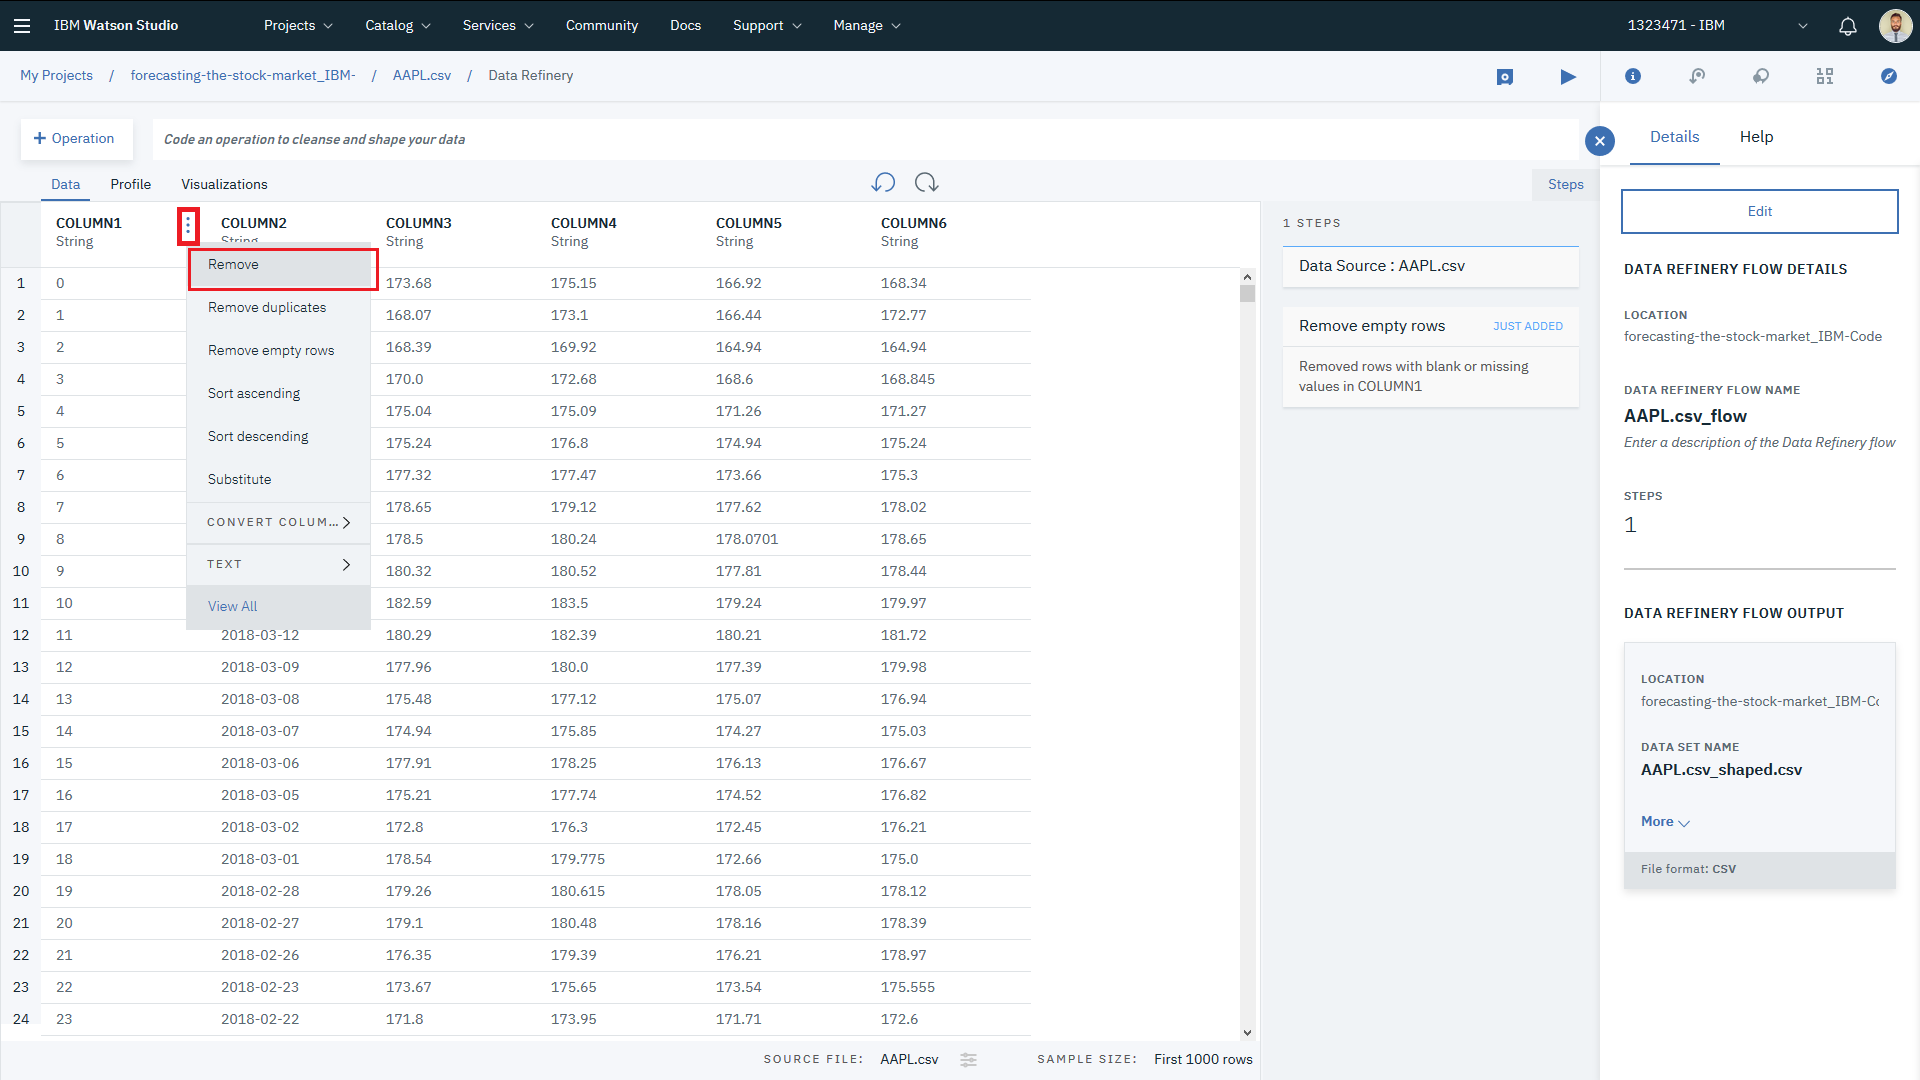 IBM Watson Studio Projects Catalog Services Community Docs Support Manage 1323471 - IBM
My Projects / forecasting-the-stock-market_IBM- / AAPL.csv / Data Refinery
+ Operation Code an operation to cleanse and shape your data
Data Profile Visualizations Steps
COLUMN1 COLUMN2 COLUMN3 COLUMN4 COLUMN5 COLUMN6
String String String String String String
Remove
Remove duplicates
Remove empty rows
Sort ascending
Sort descending
Substitute
CONVERT COLUM...
TEXT
View All
1 0 173.68 175.15 166.92 168.34
2 1 168.07 173.1 166.44 172.77
3 2 168.39 169.92 164.94 164.94
4 3 170.0 172.68 168.6 168.845
5 4 175.04 175.09 171.26 171.27
6 5 175.24 176.8 174.94 175.24
7 6 177.32 177.47 173.66 175.3
8 7 178.65 179.12 177.62 178.02
9 8 178.5 180.24 178.0701 178.65
10 9 180.32 180.52 177.81 178.44
11 10 182.59 183.5 179.24 179.97
12 11 2018-03-12 180.29 182.39 180.21 181.72
13 12 2018-03-09 177.96 180.0 177.39 179.98
14 13 2018-03-08 175.48 177.12 175.07 176.94
15 14 2018-03-07 174.94 175.85 174.27 175.03
16 15 2018-03-06 177.91 178.25 176.13 176.67
17 16 2018-03-05 175.21 177.74 174.52 176.82
18 17 2018-03-02 172.8 176.3 172.45 176.21
19 18 2018-03-01 178.54 179.775 172.66 175.0
20 19 2018-02-28 179.26 180.615 178.05 178.12
21 20 2018-02-27 179.1 180.48 178.16 178.39
22 21 2018-02-26 176.35 179.39 176.21 178.97
23 22 2018-02-23 173.67 175.65 173.54 175.555
24 23 2018-02-22 171.8 173.95 171.71 172.6
SOURCE FILE: AAPL.csv SAMPLE SIZE: First 1000 rows
1 STEPS
Data Source : AAPL.csv
Remove empty rows JUST ADDED
Removed rows with blank or missing
values in COLUMN1
Details Help
Edit
DATA REFINERY FLOW DETAILS
LOCATION
forecasting-the-stock-market_IBM-Code
DATA REFINERY FLOW NAME
AAPL.csv_flow
Enter a description of the Data Refinery flow
STEPS
1
DATA REFINERY FLOW OUTPUT
LOCATION
forecasting-the-stock-market_IBM-Co
DATA SET NAME
AAPL.csv_shaped.csv
More
File format: CSV